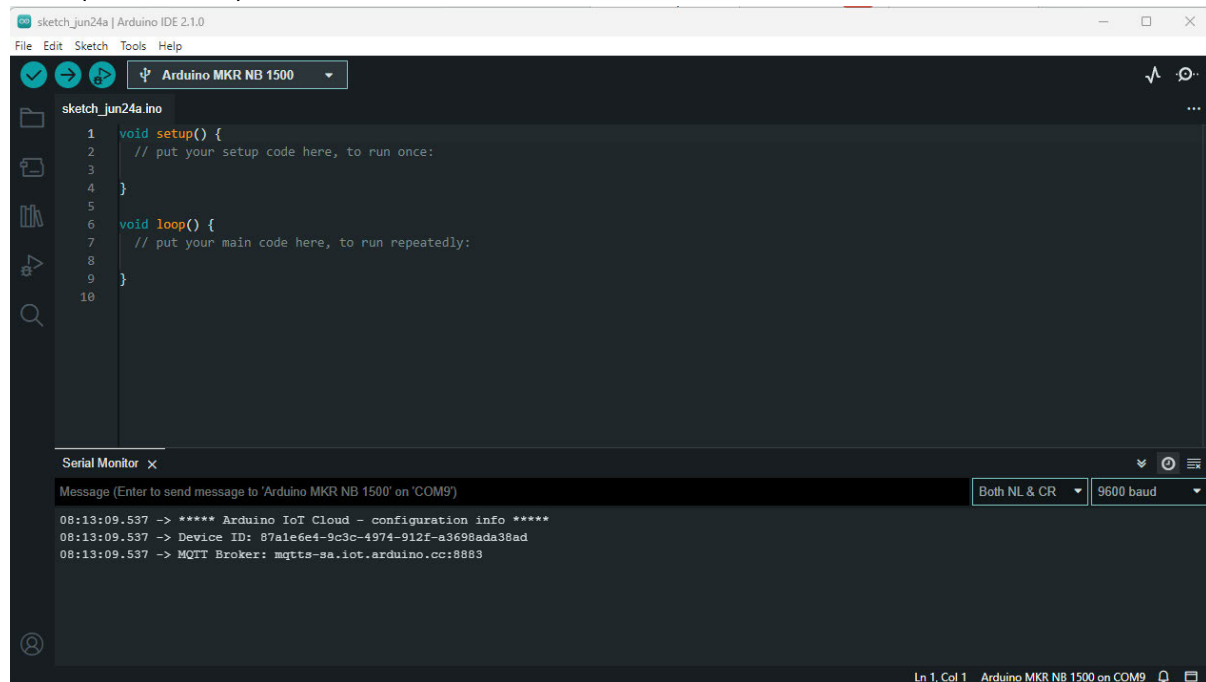 sketch_jun24a | Arduino IDE 2.1.0
File Edit Sketch Tools Help
Arduino MKR NB 1500
sketch_jun24a.ino
1 void setup() {
2 // put your setup code here, to run once:
3
4 }
5
6 void loop() {
7 // put your main code here, to run repeatedly:
8
9 }
10
Serial Monitor
Message (Enter to send message to 'Arduino MKR NB 1500' on 'COM9')
Both NL & CR
9600 baud
08:13:09.537 -> ***** Arduino IoT Cloud - configuration info *****
08:13:09.537 -> Device ID: 87a1e6e4-9c3c-4974-912f-a3698ada38ad
08:13:09.537 -> MQTT Broker: mqtts-sa.iot.arduino.cc:8883
Ln 1, Col 1 Arduino MKR NB 1500 on COM9